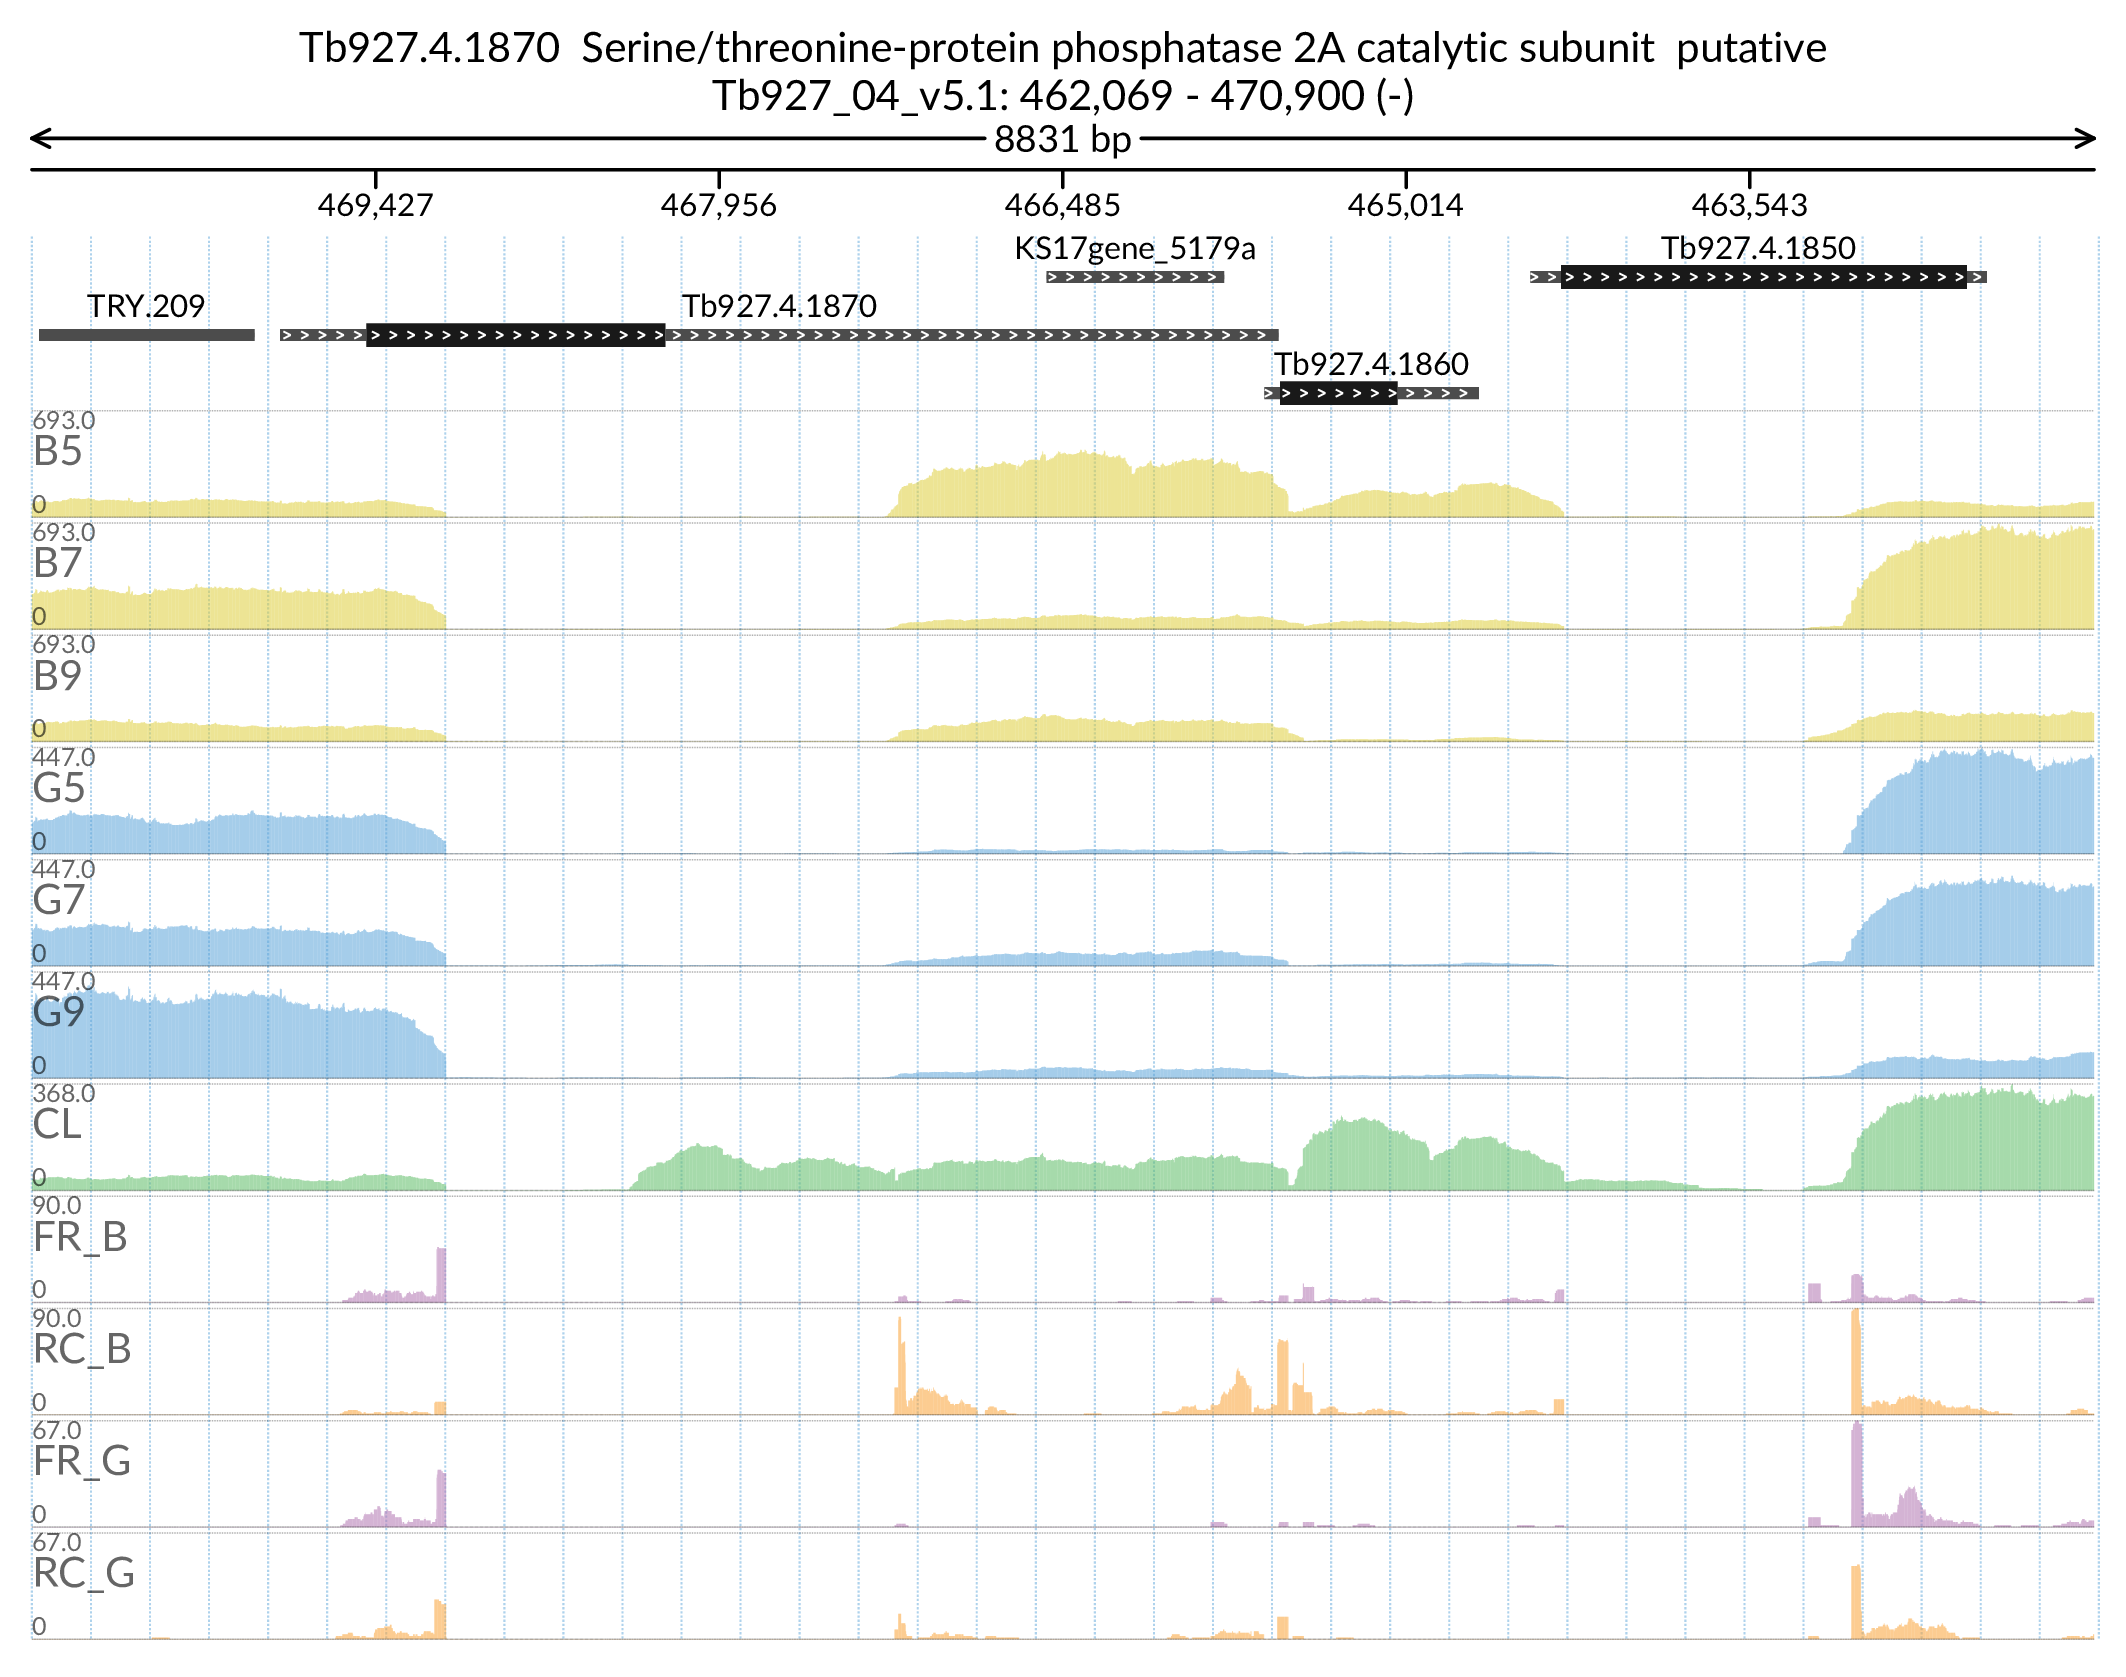 Tb927.4.1870  Serine/threonine-protein phosphatase 2A catalytic subunit  putative
Tb927_04_v5.1: 462,069 - 470,900 (-)
8831 bp
469,427 467,956 466,485 465,014 463,543
KS17gene_5179a Tb927.4.1850
TRY.209 Tb927.4.1870
Tb927.4.1860
693.0
B5
0
693.0
B7
0
693.0
B9
0
447.0
G5
0
447.0
G7
0
447.0
G9
0
368.0
CL
0
90.0
FR_B
0
90.0
RC_B
0
67.0
FR_G
0
67.0
RC_G
0